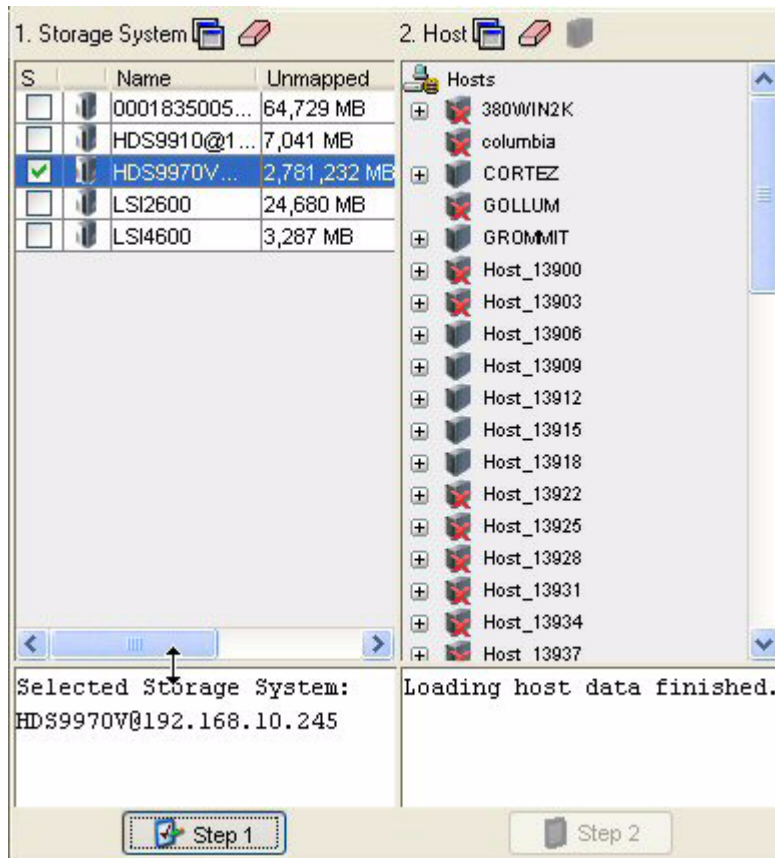 1. Storage System
S Name Unmapped
0001835005... 64,729 MB
HDS9910@1... 7,041 MB
HDS9970V... 2,781,232 MB
LSI2600 24,680 MB
LSI4600 3,287 MB
Selected Storage System:
HDS9970V@192.168.10.245
Step 1
2. Host
Hosts
380WIN2K
columbia
CORTEZ
GOLLUM
GROMMIT
Host_13900
Host_13903
Host_13906
Host_13909
Host_13912
Host_13915
Host_13918
Host_13922
Host_13925
Host_13928
Host_13931
Host_13934
Host_13937
Loading host data finished.
Step 2